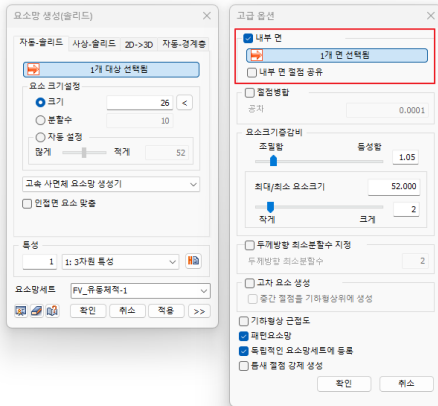 요소망 생성(솔리드)
자동-솔리드 사상-솔리드 2D->3D 자동-경계층
1개 대상 선택됨
요소 크기설정
크기 26 <
분할수 10
자동 설정
많게 적게 52
고속 사면체 요소망 생성기
인접면 요소 맞춤
특성
1 1: 3차원 특성
요소망세트 FV_유동체적-1
확인 취소 적용 >>
고급 옵션
내부 면
1개 면 선택됨
내부 면 절점 공유
절점병합
공차 0.0001
요소크기증감비
조밀함 듬성함
1.05
최대/최소 요소크기 52.000
2
작게 크게
두께방향 최소분할수 지정
두께방향 최소분할수 2
고차 요소 생성
중간 절점을 기하형상위에 생성
기하형상 근접도
패턴요소망
독립적인 요소망세트에 등록
틈새 절점 강제 생성
확인 취소